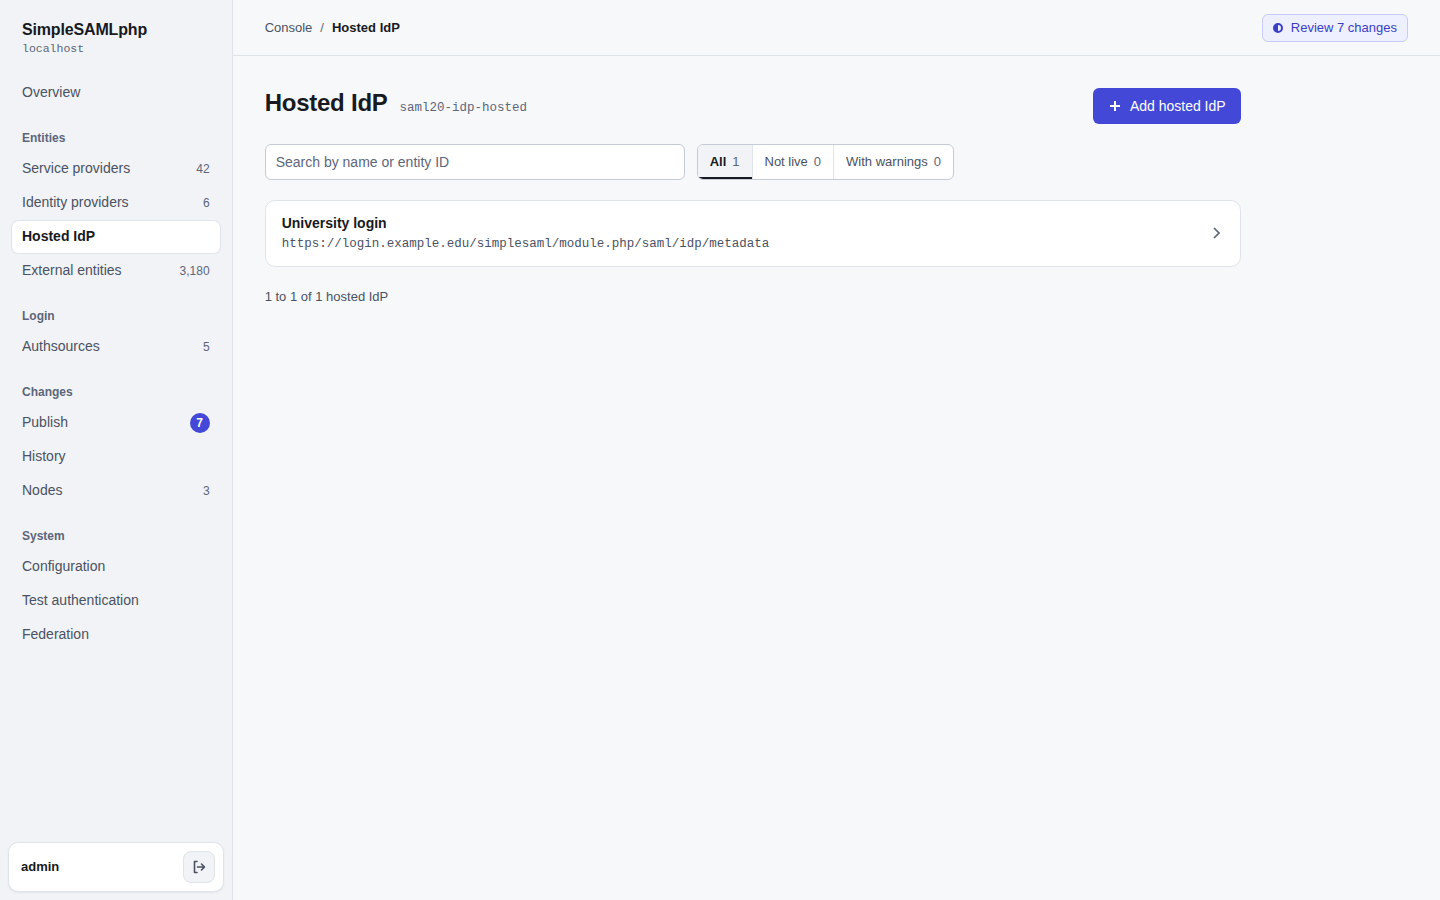 SimpleSAMLphp
localhost
Overview
Entities
Service providers 42
Identity providers 6
Hosted IdP
External entities 3,180
Login
Authsources 5
Changes
Publish 7
History
Nodes 3
System
Configuration
Test authentication
Federation
admin
Console / Hosted IdP
Review 7 changes
Hosted IdP saml20-idp-hosted
Add hosted IdP
Search by name or entity ID
All 1 Not live 0 With warnings 0
University login
https://login.example.edu/simplesaml/module.php/saml/idp/metadata
1 to 1 of 1 hosted IdP